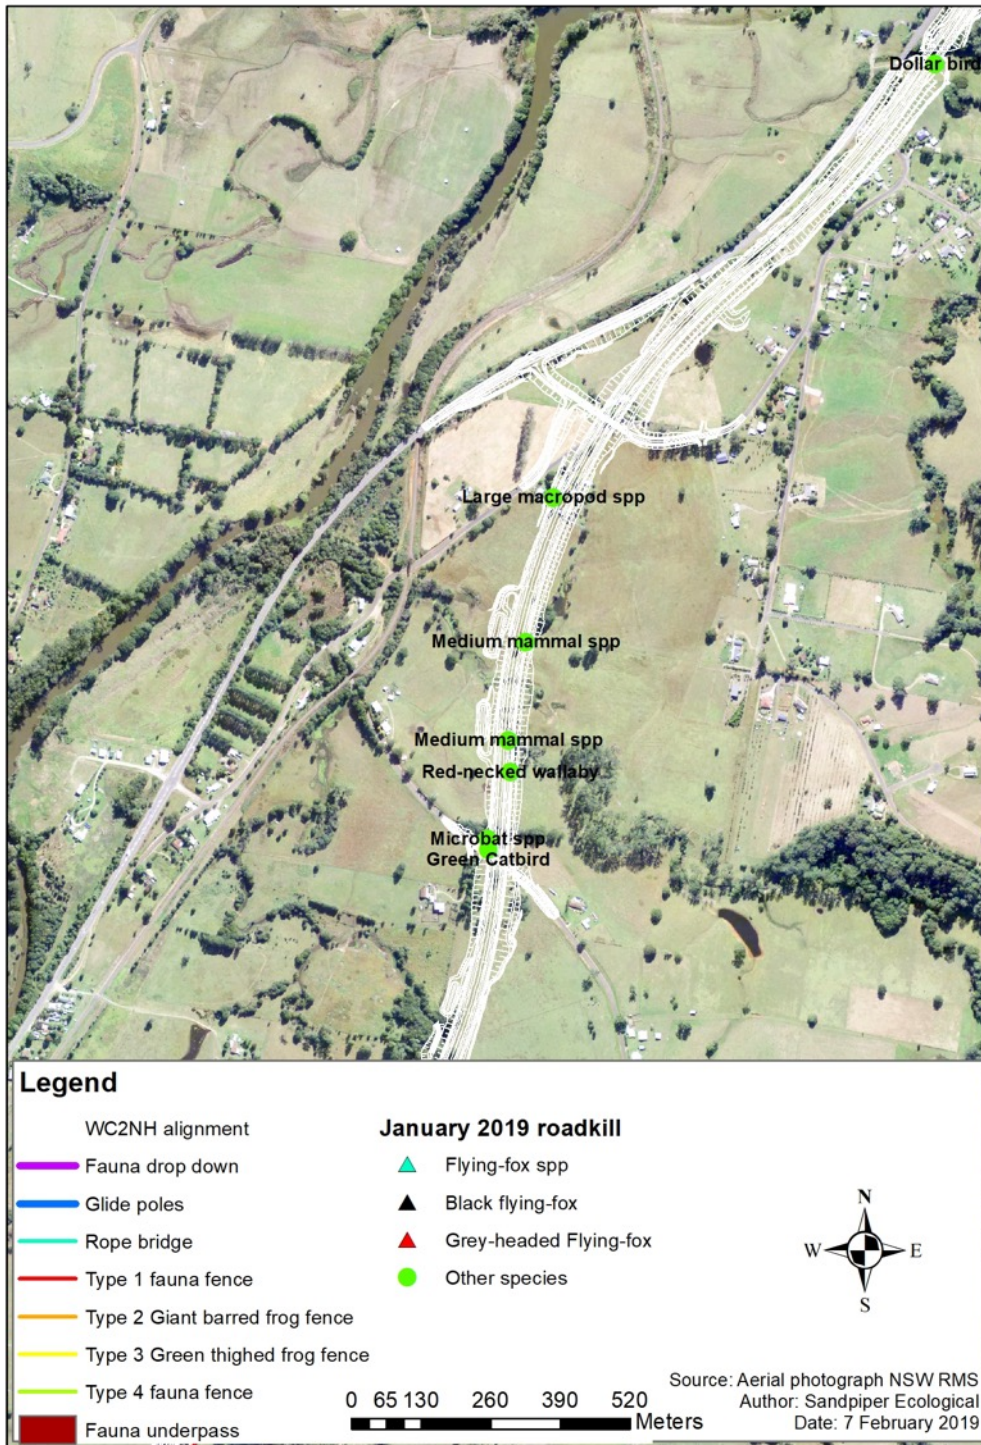 Dollar bird
Large macropod spp
Medium mammal spp
Medium mammal spp
Red-necked wallaby
Microbat spp
Green Catbird
Legend
WC2NH alignment
Fauna drop down
Glide poles
Rope bridge
Type 1 fauna fence
Type 2 Giant barred frog fence
Type 3 Green thighed frog fence
Type 4 fauna fence
Fauna underpass
January 2019 roadkill
Flying-fox spp
Black flying-fox
Grey-headed Flying-fox
Other species
N
W E
S
0 65 130 260 390 520
Meters
Source: Aerial photograph NSW RMS
Author: Sandpiper Ecological
Date: 7 February 2019